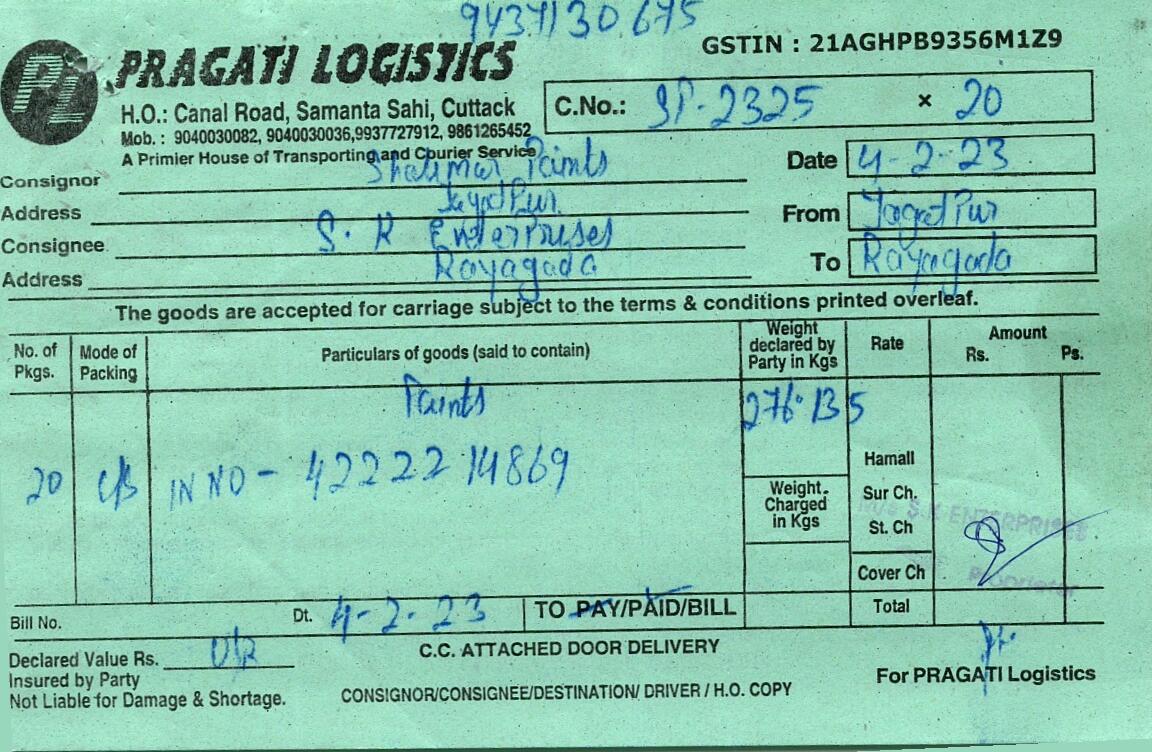 9437130675
GSTIN : 21AGHPB9356M1Z9
PL PRAGATI LOGISTICS
H.O.: Canal Road, Samanta Sahi, Cuttack
Mob. : 9040030082, 9040030036,9937727912, 9861265452
A Primier House of Transporting and Courier Service
C.No.: SP-2325 × 20
Date 4-2-23
Consignor Shalimar Paints
Address JagatPur
From JagatPur
Consignee S. K EnterPrises
Address Rayagada
To Rayagada
The goods are accepted for carriage subject to the terms & conditions printed overleaf.
No. of Pkgs. Mode of Packing Particulars of goods (said to contain) Weight declared by Party in Kgs Rate Amount Rs. Ps.
Paints 276.135
20 C/B IN NO - 42222 14869
Hamall
Weight. Charged in Kgs
Sur Ch.
M/s S.K ENTERPRISES
St. Ch
Proprietor
Cover Ch
Bill No. Dt. 4-2-23 TO PAY/PAID/BILL Total
Declared Value Rs.
C.C. ATTACHED DOOR DELIVERY
Insured by Party
For PRAGATI Logistics
Not Liable for Damage & Shortage.
CONSIGNOR/CONSIGNEE/DESTINATION/ DRIVER / H.O. COPY